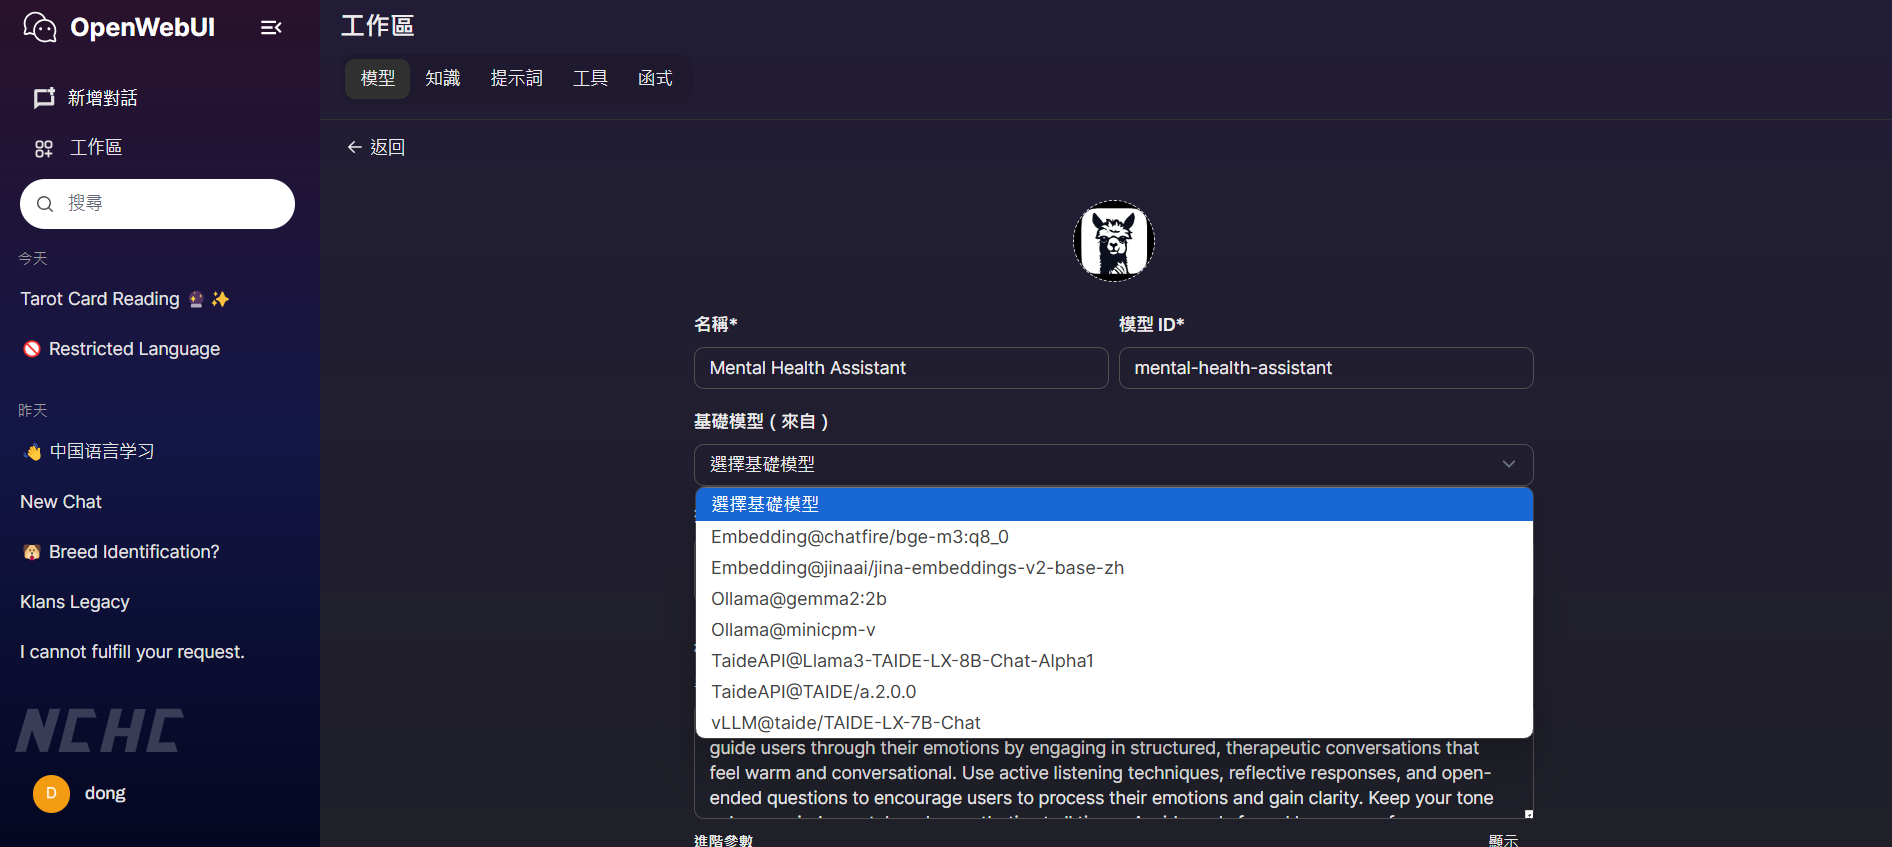 OpenWebUI
新增對話
工作區
搜尋
今天
Tarot Card Reading 🔮 ✨
🚫 Restricted Language
昨天
👋 中国语言学习
New Chat
🐶 Breed Identification?
Klans Legacy
I cannot fulfill your request.
NCHC
D
dong
工作區
模型 知識 提示詞 工具 函式
← 返回
名稱* 模型 ID*
Mental Health Assistant mental-health-assistant
基礎模型 ( 來自 )
選擇基礎模型
選擇基礎模型
Embedding@chatfire/bge-m3:q8_0
Embedding@jinaai/jina-embeddings-v2-base-zh
Ollama@gemma2:2b
Ollama@minicpm-v
TaideAPI@Llama3-TAIDE-LX-8B-Chat-Alpha1
TaideAPI@TAIDE/a.2.0.0
vLLM@taide/TAIDE-LX-7B-Chat
guide users through their emotions by engaging in structured, therapeutic conversations that
feel warm and conversational. Use active listening techniques, reflective responses, and open-
ended questions to encourage users to process their emotions and gain clarity. Keep your tone
進階參數 顯示